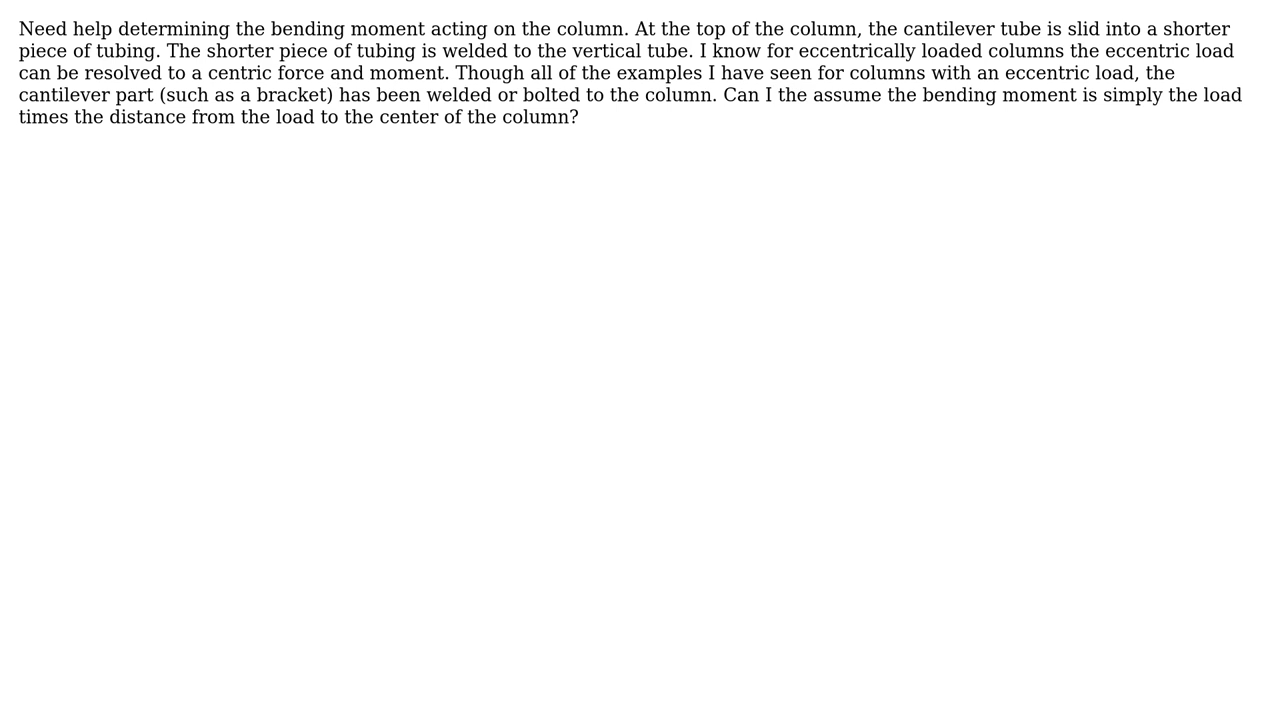 Need help determining the bending moment acting on the column. At the top of the column, the cantilever tube is slid into a shorter
piece of tubing. The shorter piece of tubing is welded to the vertical tube. I know for eccentrically loaded columns the eccentric load
can be resolved to a centric force and moment. Though all of the examples I have seen for columns with an eccentric load, the
cantilever part (such as a bracket) has been welded or bolted to the column. Can I the assume the bending moment is simply the load
times the distance from the load to the center of the column?